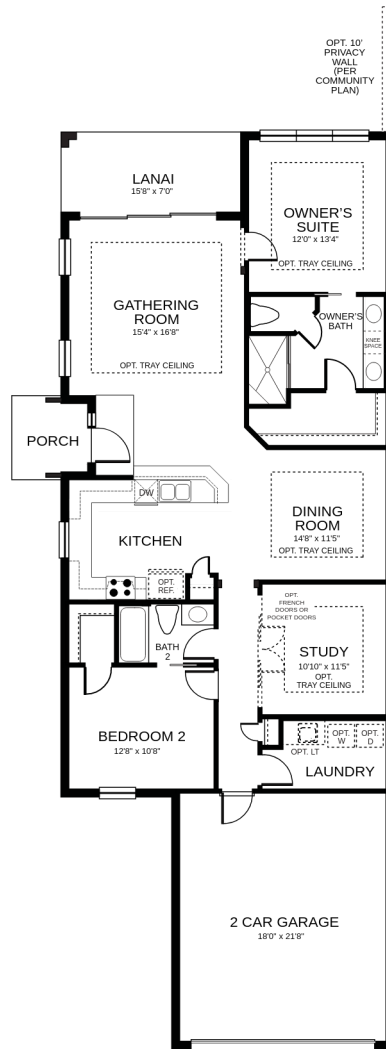 OPT. 10'
PRIVACY
WALL
(PER
COMMUNITY
PLAN)
LANAI
15'8" x 7'0"
OWNER'S
SUITE
12'0" x 13'4"
OPT. TRAY CEILING
GATHERING
ROOM
15'4" x 16'8"
OPT. TRAY CEILING
OWNER'S
BATH
KNEE
SPACE
PORCH
DW
KITCHEN
OPT.
REF.
DINING
ROOM
14'8" x 11'5"
OPT. TRAY CEILING
OPT.
FRENCH
DOORS OR
POCKET DOORS
STUDY
10'10" x 11'5"
OPT.
TRAY CEILING
BATH
2
BEDROOM 2
12'8" x 10'8"
OPT. LT
OPT.
W
OPT.
D
LAUNDRY
2 CAR GARAGE
18'0" x 21'8"